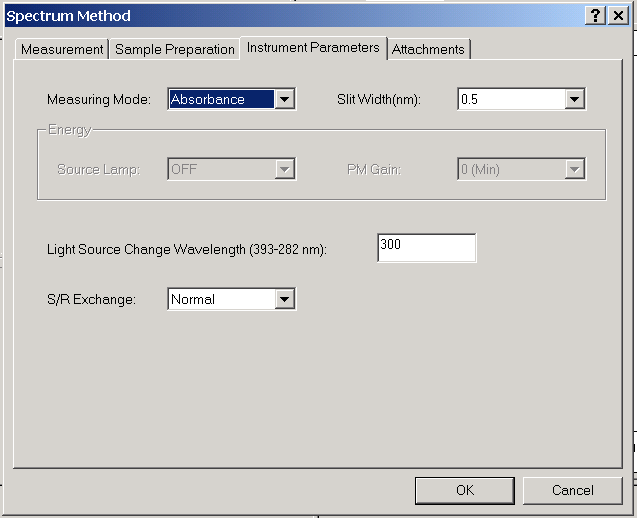 Spectrum Method
Measurement Sample Preparation Instrument Parameters Attachments
Measuring Mode: Absorbance Slit Width(nm): 0.5
Energy
Source Lamp: OFF PM Gain: 0 (Min)
Light Source Change Wavelength (393-282 nm): 300
S/R Exchange: Normal
OK Cancel